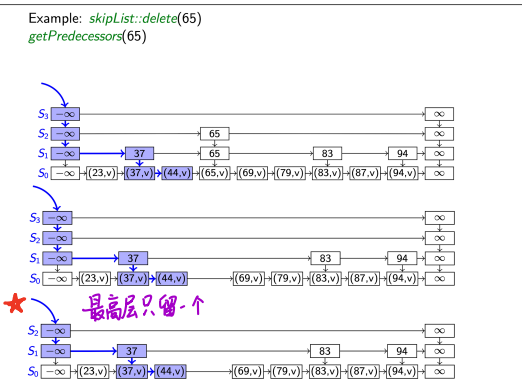 Example: skipList::delete(65)
getPredecessors(65)
S3 −∞ ∞
S2 −∞ 65 ∞
S1 −∞ 37 65 83 94 ∞
S0 −∞ (23,v) (37,v) (44,v) (65,v) (69,v) (79,v) (83,v) (87,v) (94,v) ∞
S3 −∞ ∞
S2 −∞ ∞
S1 −∞ 37 83 94 ∞
S0 −∞ (23,v) (37,v) (44,v) (69,v) (79,v) (83,v) (87,v) (94,v) ∞
最高层只留一个
S2 −∞ ∞
S1 −∞ 37 83 94 ∞
S0 −∞ (23,v) (37,v) (44,v) (69,v) (79,v) (83,v) (87,v) (94,v) ∞